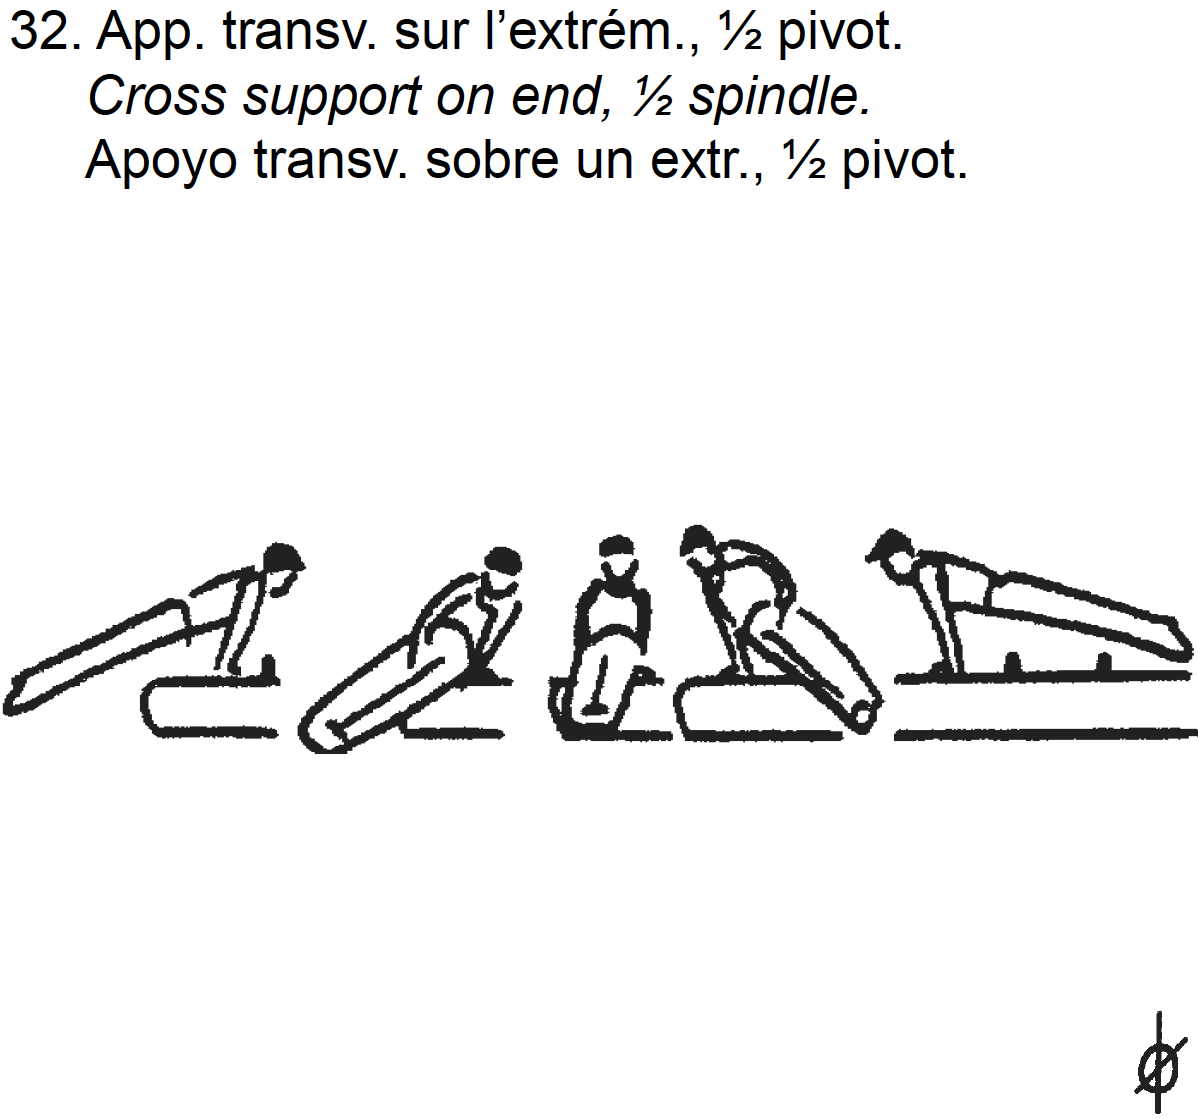 32. App. transv. sur l’extrém., ½ pivot.
Cross support on end, ½ spindle.
Apoyo transv. sobre un extr., ½ pivot.